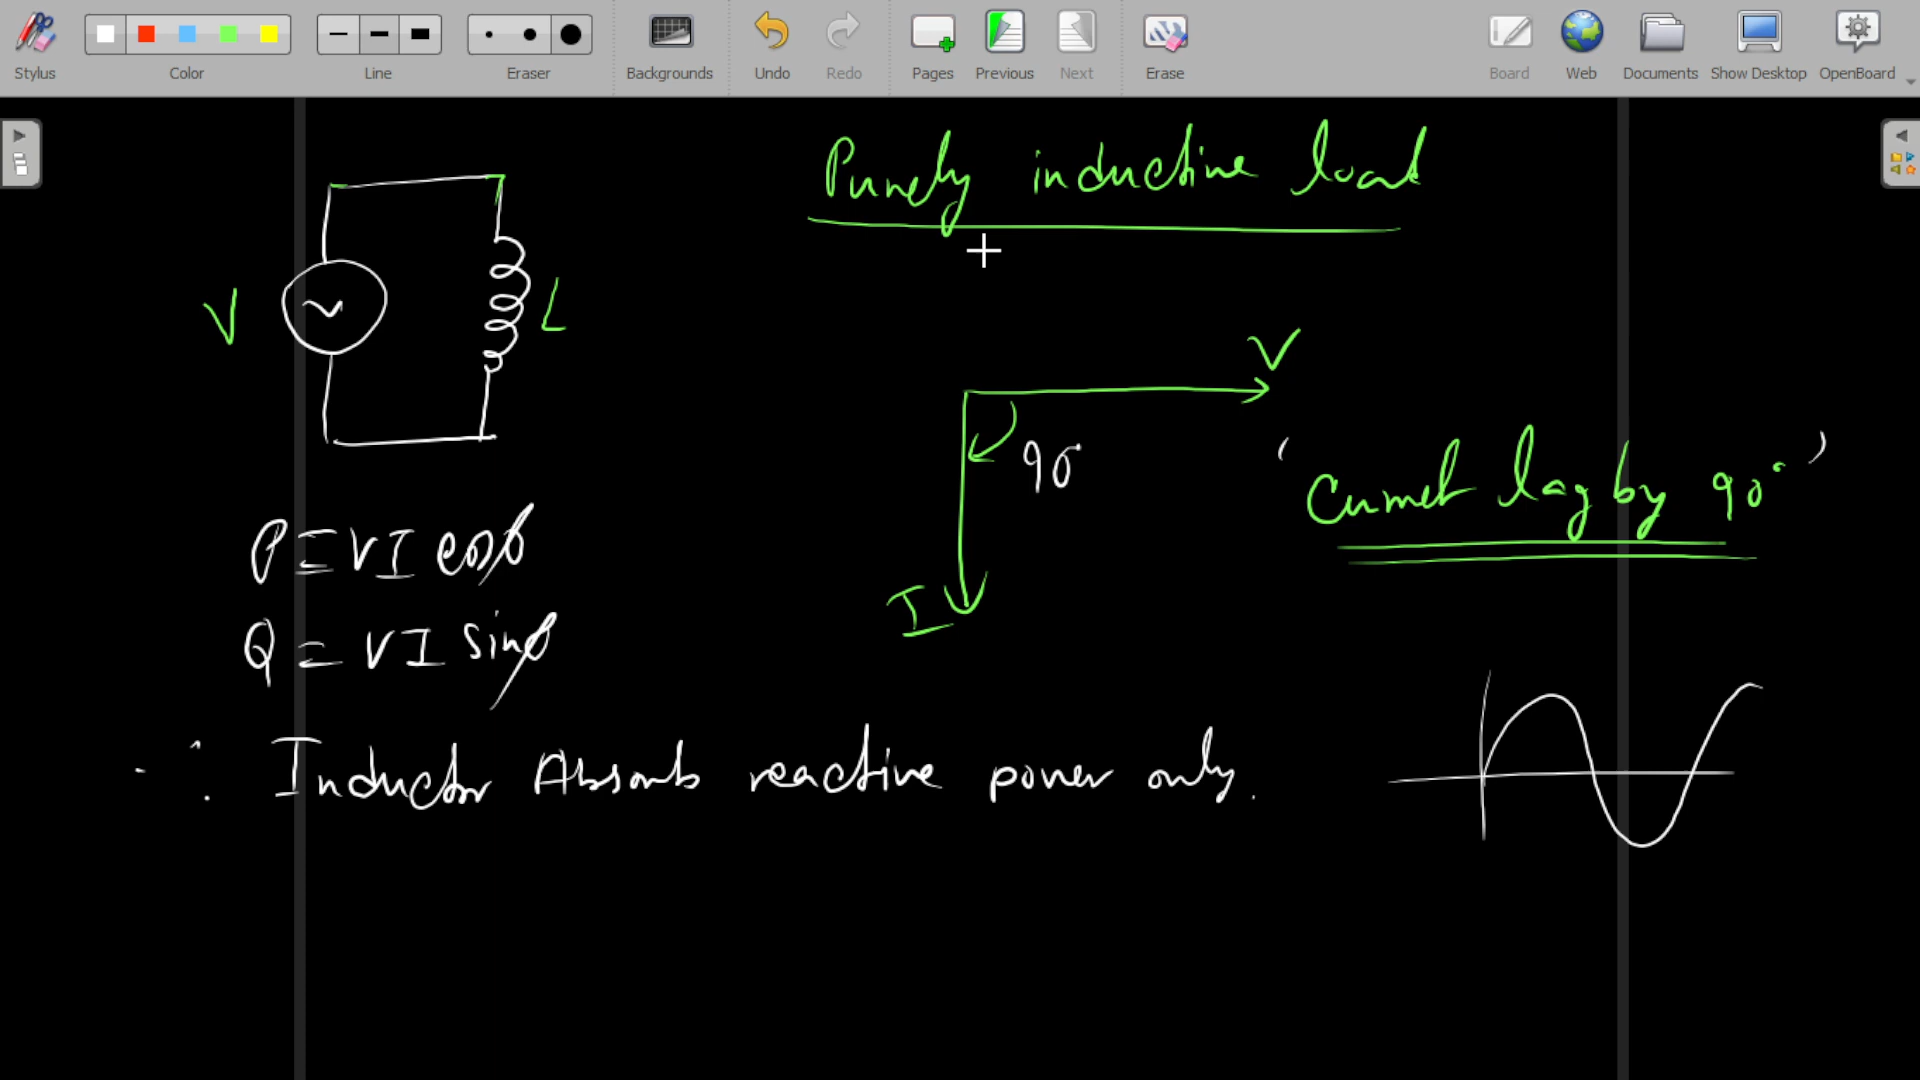 Stylus
Color
Line
Eraser
Backgrounds
Undo
Redo
Pages
Previous
Next
Erase
Board
Web
Documents
Show Desktop
OpenBoard
Purely inductive load
V
L
V
90°
I
' Current lag by 90° '
P = VI cosϕ
Q = VI sinϕ
∴ Inductor Absorb reactive power only.